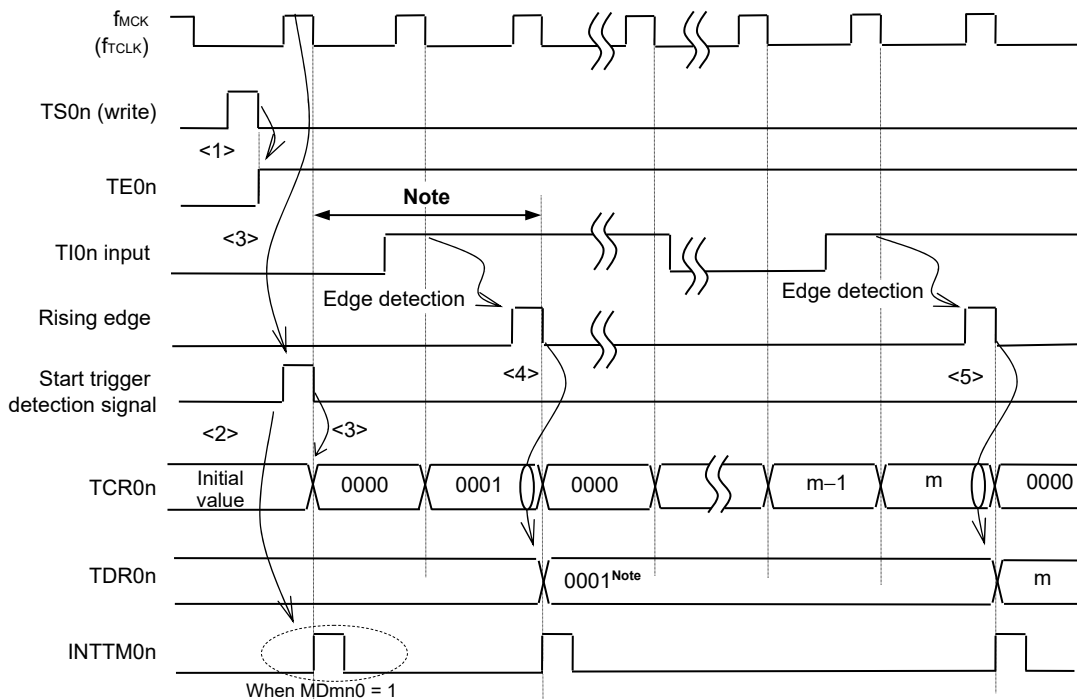 fMCK
(fTCLK)
TS0n (write)
<1>
TE0n
Note
<3>
TI0n input
Edge detection
Edge detection
Rising edge
<4>
<5>
Start trigger
detection signal
<2>
<3>
TCR0n
Initial
value
0000
0001
0000
m−1
m
0000
TDR0n
0001Note
m
INTTM0n
When MDmn0 = 1